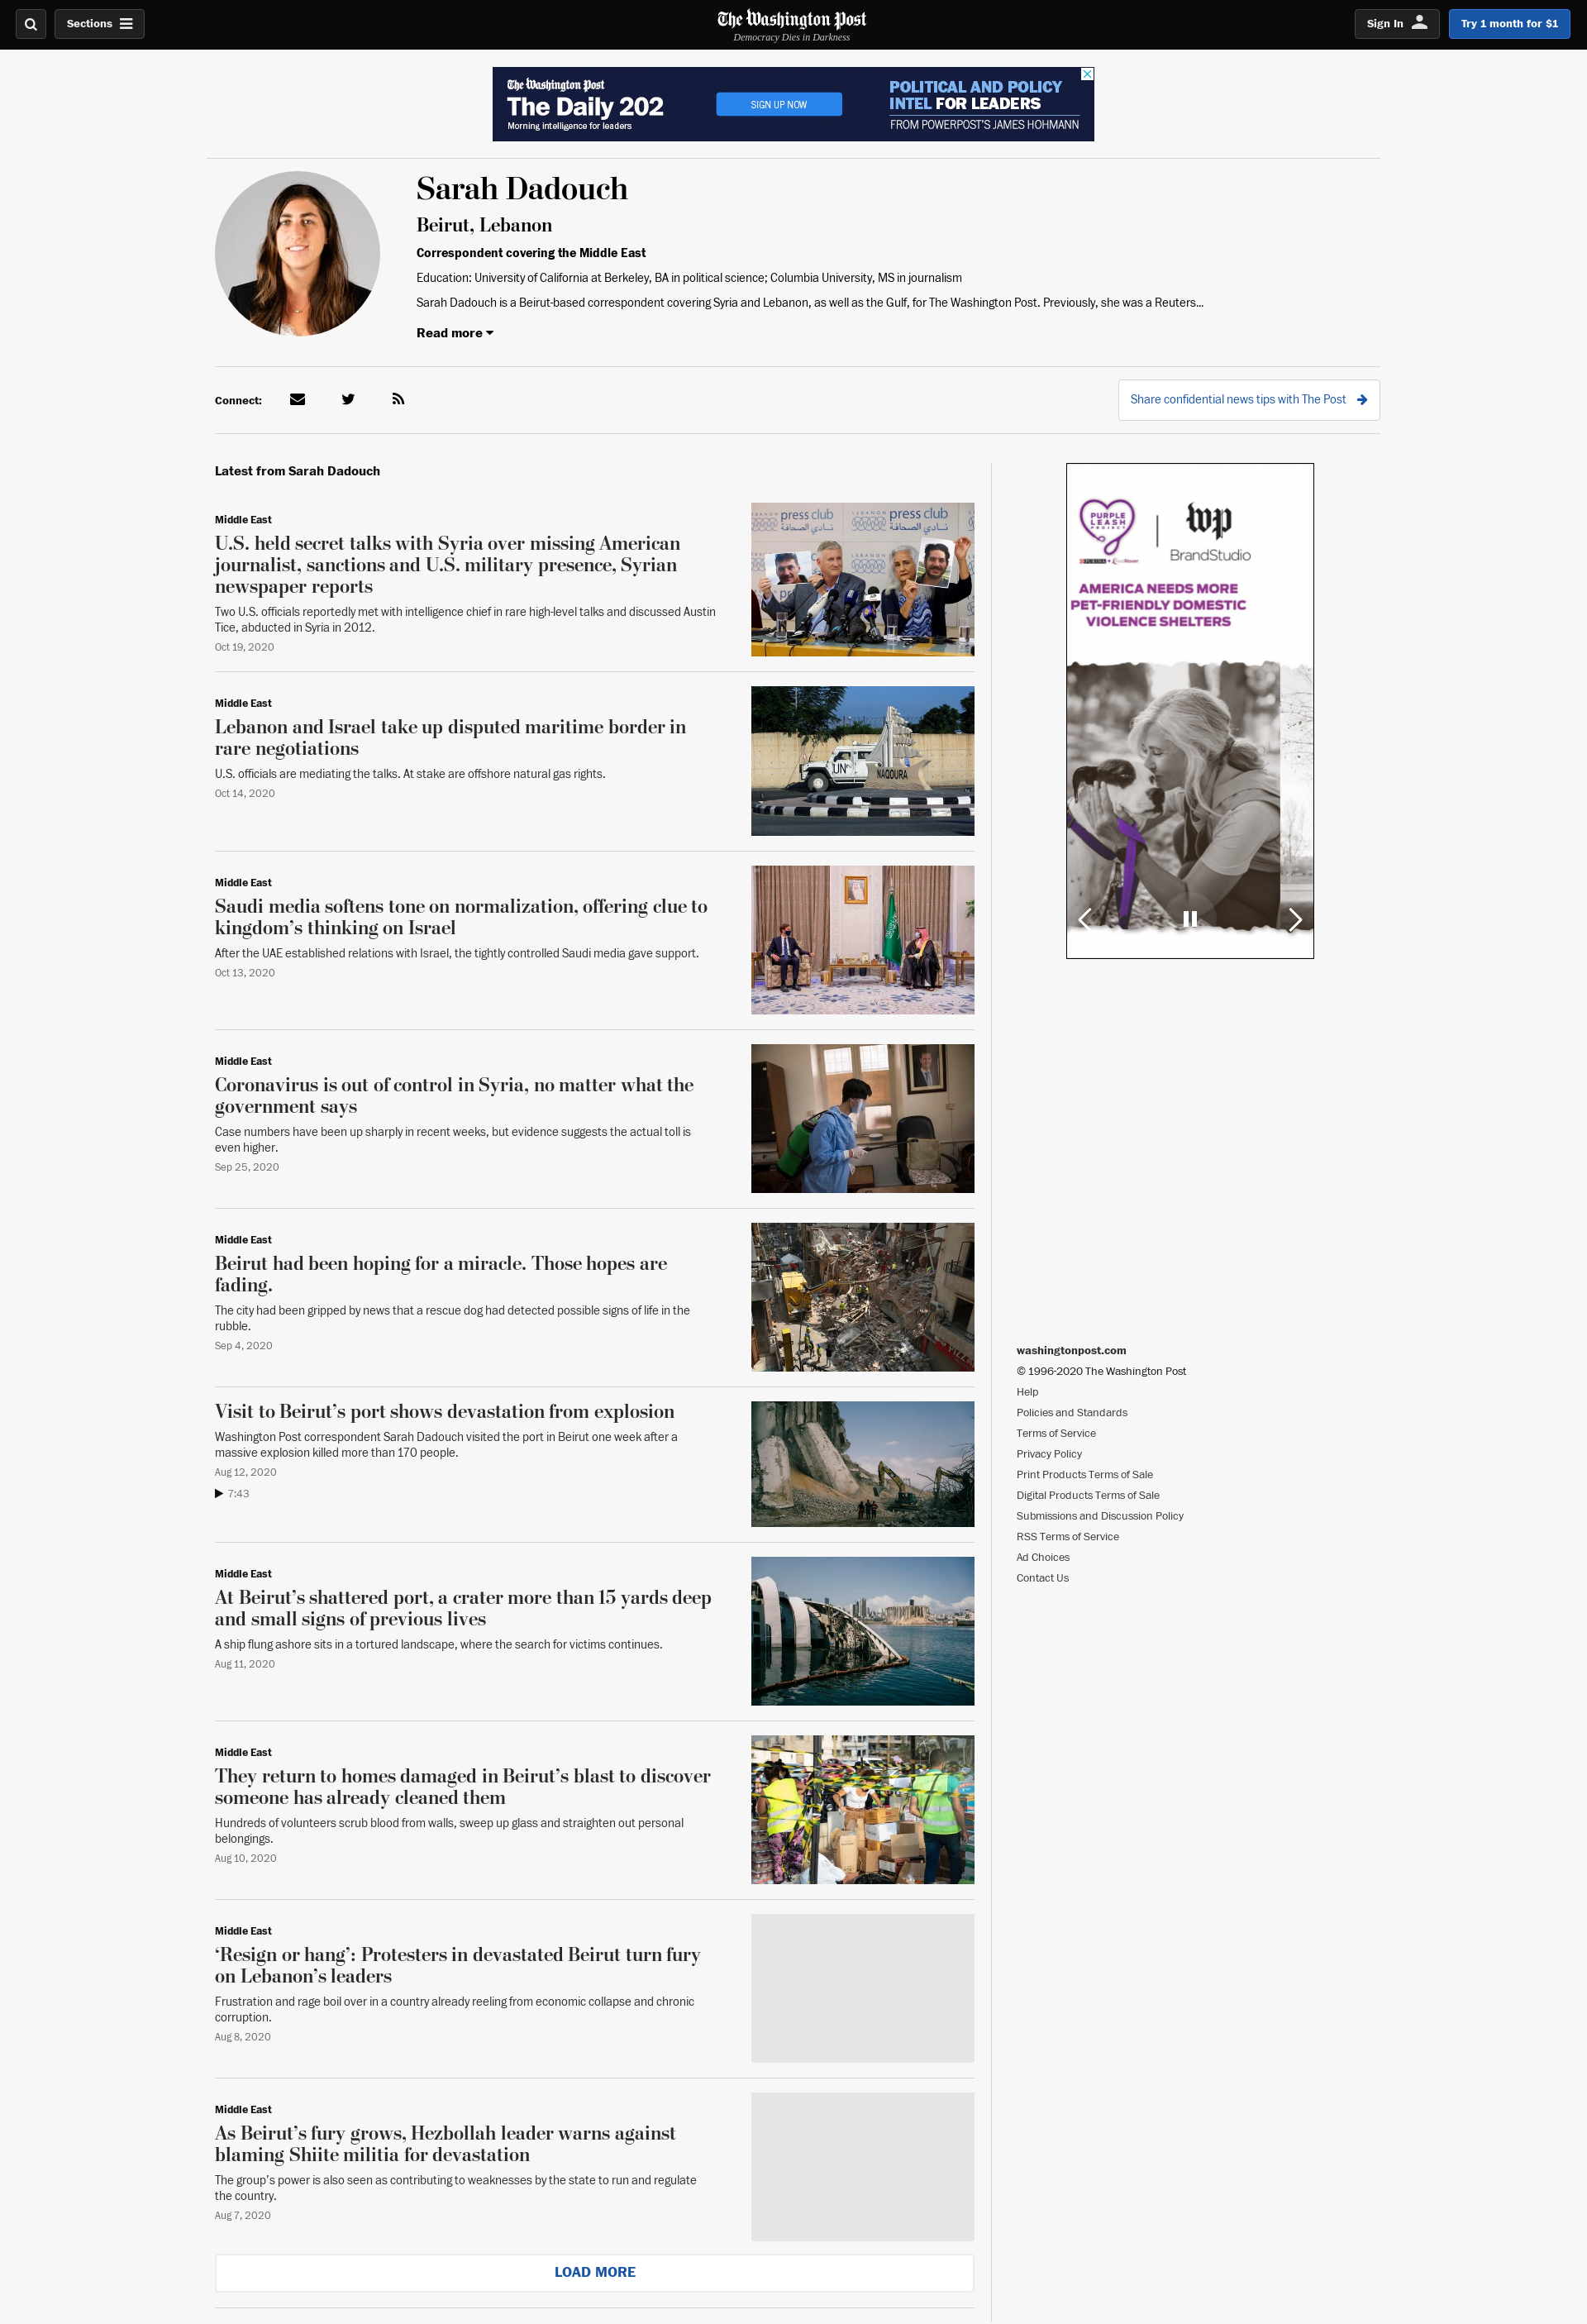 Sections
The Washington Post
Democracy Dies in Darkness
Sign In
Try 1 month for $1
The Washington Post
The Daily 202
Morning intelligence for leaders
SIGN UP NOW
POLITICAL AND POLICY
INTEL FOR LEADERS
FROM POWERPOST'S JAMES HOHMANN
Sarah Dadouch
Beirut, Lebanon
Correspondent covering the Middle East
Education: University of California at Berkeley, BA in political science; Columbia University, MS in journalism
Sarah Dadouch is a Beirut-based correspondent covering Syria and Lebanon, as well as the Gulf, for The Washington Post. Previously, she was a Reuters...
Read more
Connect:
Share confidential news tips with The Post
Latest from Sarah Dadouch
Middle East
U.S. held secret talks with Syria over missing American
journalist, sanctions and U.S. military presence, Syrian
newspaper reports
Two U.S. officials reportedly met with intelligence chief in rare high-level talks and discussed Austin
Tice, abducted in Syria in 2012.
Oct 19, 2020
press club
press club
نادي الصحافة
نادي الصحافة
Middle East
Lebanon and Israel take up disputed maritime border in
rare negotiations
U.S. officials are mediating the talks. At stake are offshore natural gas rights.
Oct 14, 2020
UN
NAQOURA
Middle East
Saudi media softens tone on normalization, offering clue to
kingdom's thinking on Israel
After the UAE established relations with Israel, the tightly controlled Saudi media gave support.
Oct 13, 2020
Middle East
Coronavirus is out of control in Syria, no matter what the
government says
Case numbers have been up sharply in recent weeks, but evidence suggests the actual toll is
even higher.
Sep 25, 2020
Middle East
Beirut had been hoping for a miracle. Those hopes are
fading.
The city had been gripped by news that a rescue dog had detected possible signs of life in the
rubble.
Sep 4, 2020
Visit to Beirut's port shows devastation from explosion
Washington Post correspondent Sarah Dadouch visited the port in Beirut one week after a
massive explosion killed more than 170 people.
Aug 12, 2020
7:43
Middle East
At Beirut's shattered port, a crater more than 15 yards deep
and small signs of previous lives
A ship flung ashore sits in a tortured landscape, where the search for victims continues.
Aug 11, 2020
Middle East
They return to homes damaged in Beirut's blast to discover
someone has already cleaned them
Hundreds of volunteers scrub blood from walls, sweep up glass and straighten out personal
belongings.
Aug 10, 2020
Middle East
‘Resign or hang’: Protesters in devastated Beirut turn fury
on Lebanon's leaders
Frustration and rage boil over in a country already reeling from economic collapse and chronic
corruption.
Aug 8, 2020
Middle East
As Beirut's fury grows, Hezbollah leader warns against
blaming Shiite militia for devastation
The group's power is also seen as contributing to weaknesses by the state to run and regulate
the country.
Aug 7, 2020
LOAD MORE
PURPLE
LEASH
PROJECT
wp
BrandStudio
AMERICA NEEDS MORE
PET-FRIENDLY DOMESTIC
VIOLENCE SHELTERS
washingtonpost.com
© 1996-2020 The Washington Post
Help
Policies and Standards
Terms of Service
Privacy Policy
Print Products Terms of Sale
Digital Products Terms of Sale
Submissions and Discussion Policy
RSS Terms of Service
Ad Choices
Contact Us